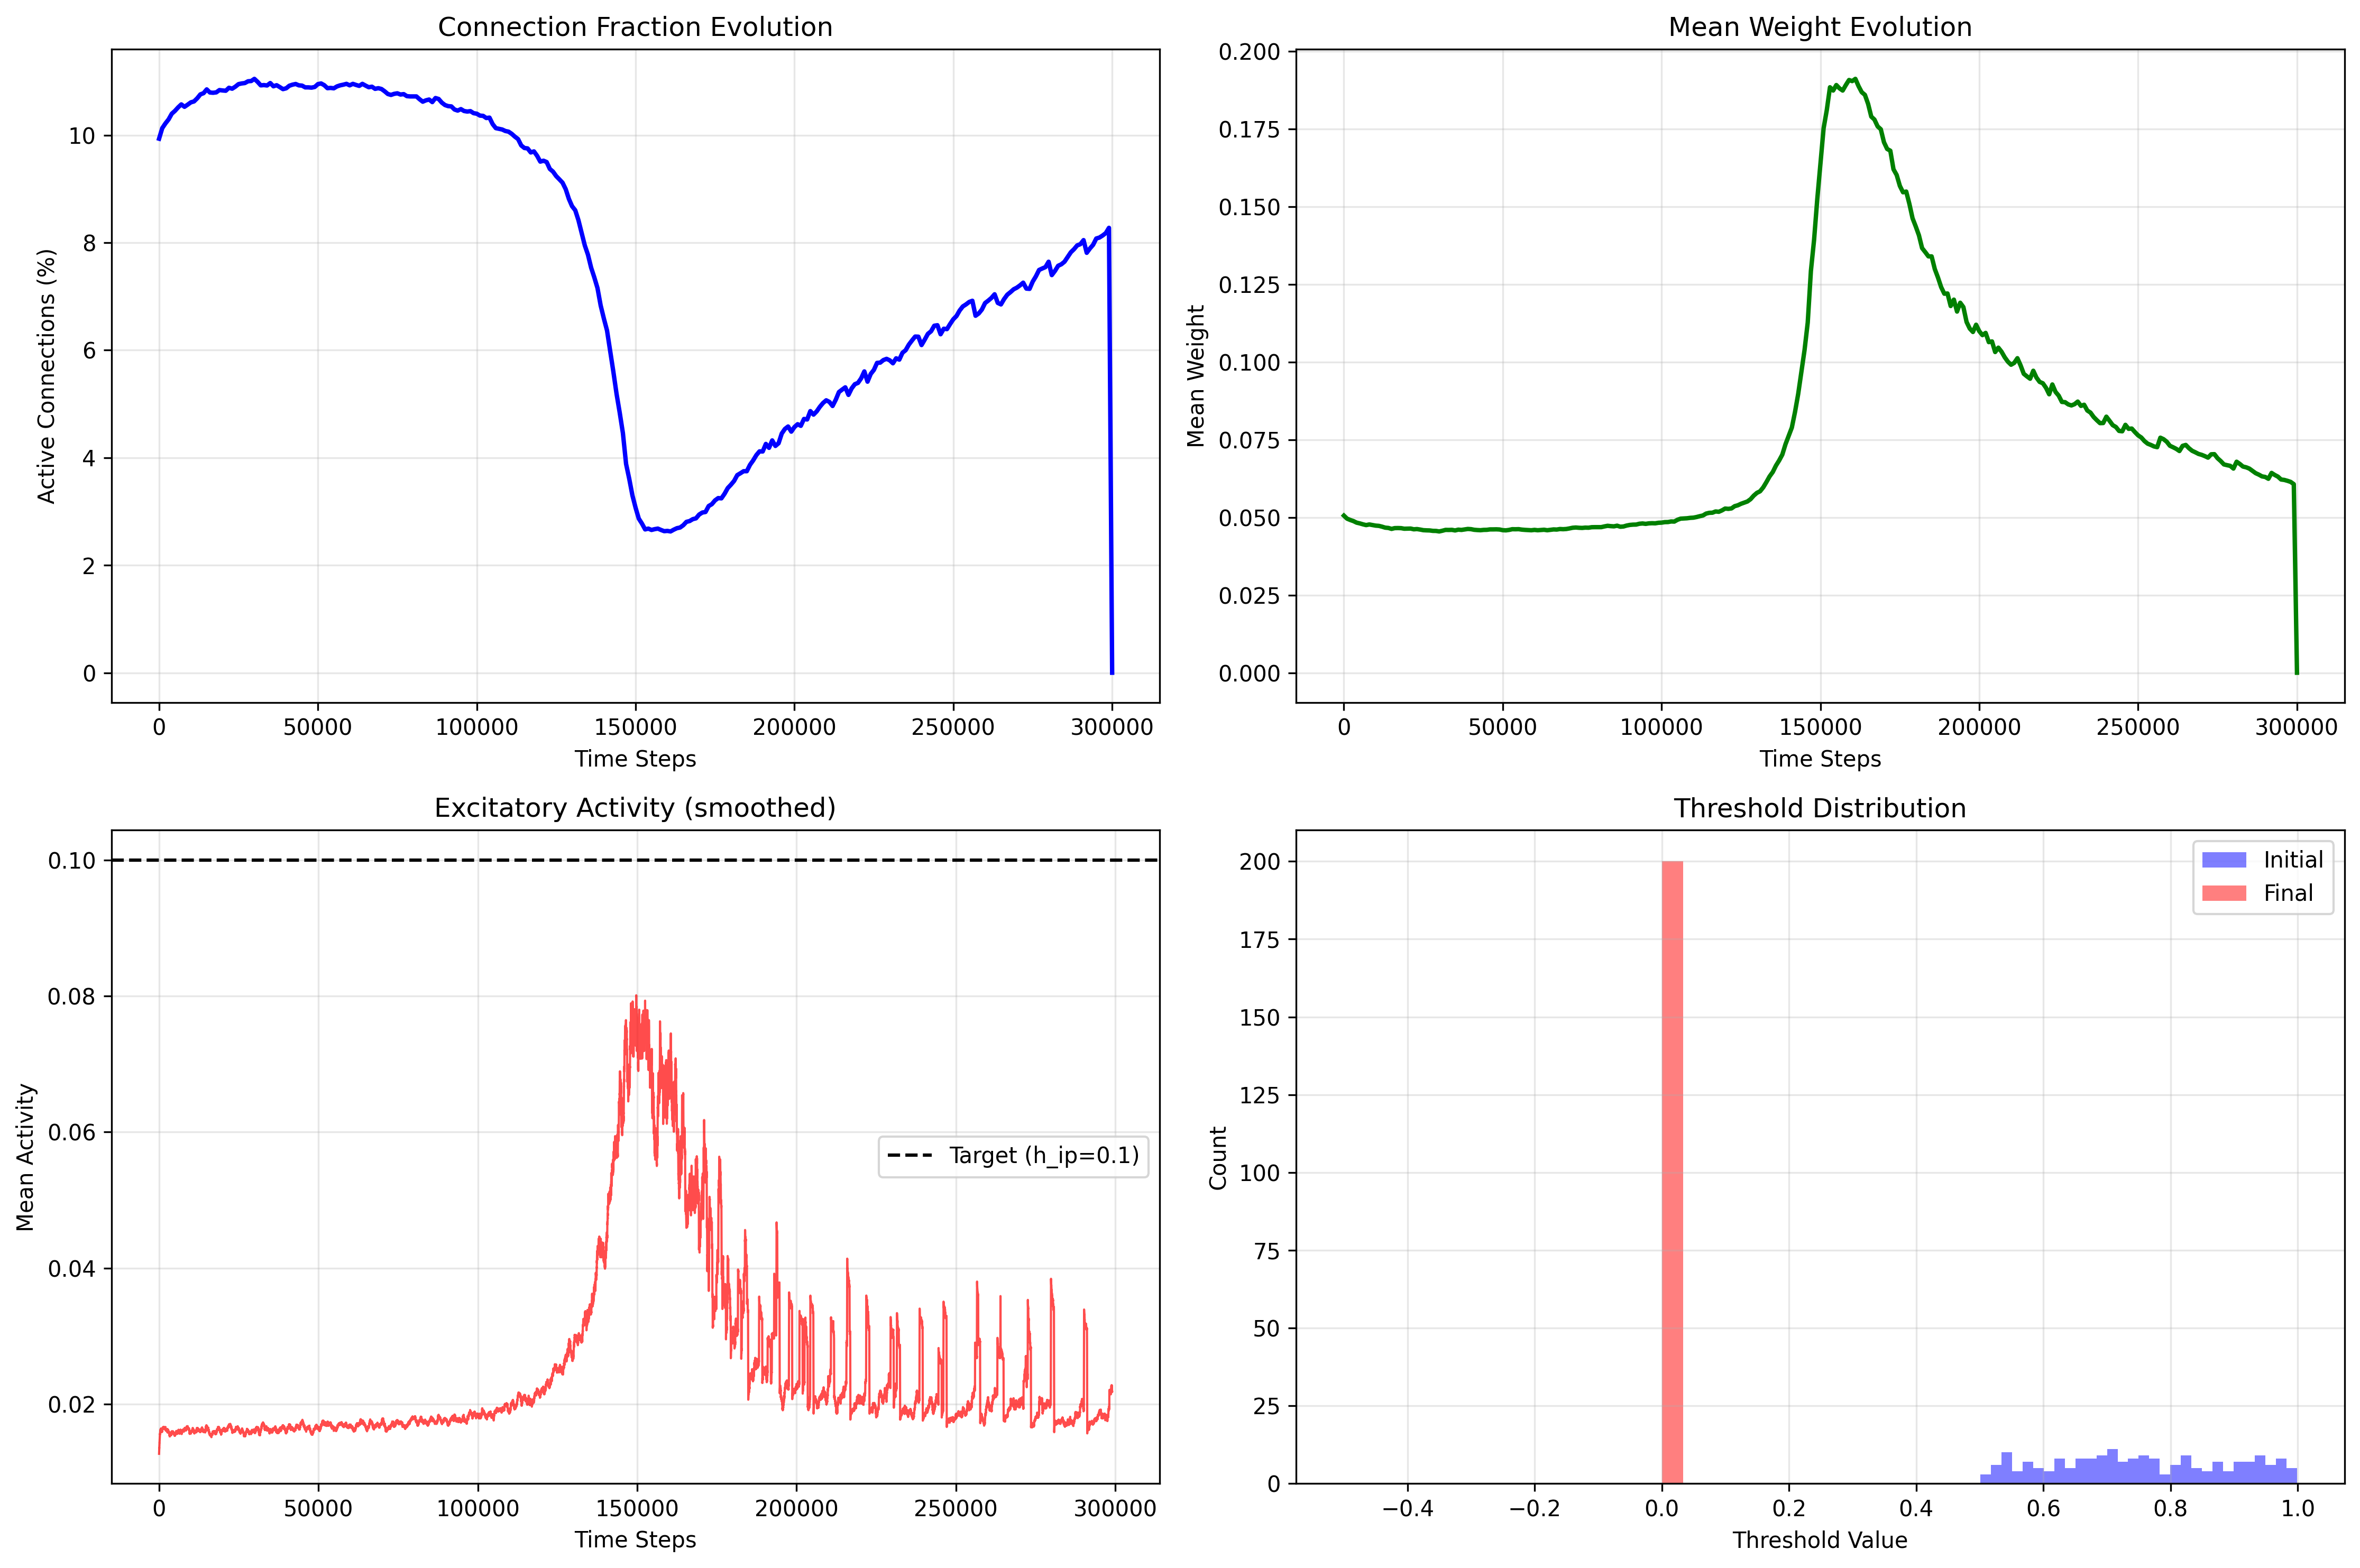 Connection Fraction Evolution
Active Connections (%)
10
8
6
4
2
0
0 50000 100000 150000 200000 250000 300000
Time Steps
Mean Weight Evolution
Mean Weight
0.200
0.175
0.150
0.125
0.100
0.075
0.050
0.025
0.000
0 50000 100000 150000 200000 250000 300000
Time Steps
Excitatory Activity (smoothed)
Mean Activity
0.10
0.08
0.06
0.04
0.02
Target (h_ip=0.1)
0 50000 100000 150000 200000 250000 300000
Time Steps
Threshold Distribution
Count
200
175
150
125
100
75
50
25
0
Initial
Final
−0.4 −0.2 0.0 0.2 0.4 0.6 0.8 1.0
Threshold Value